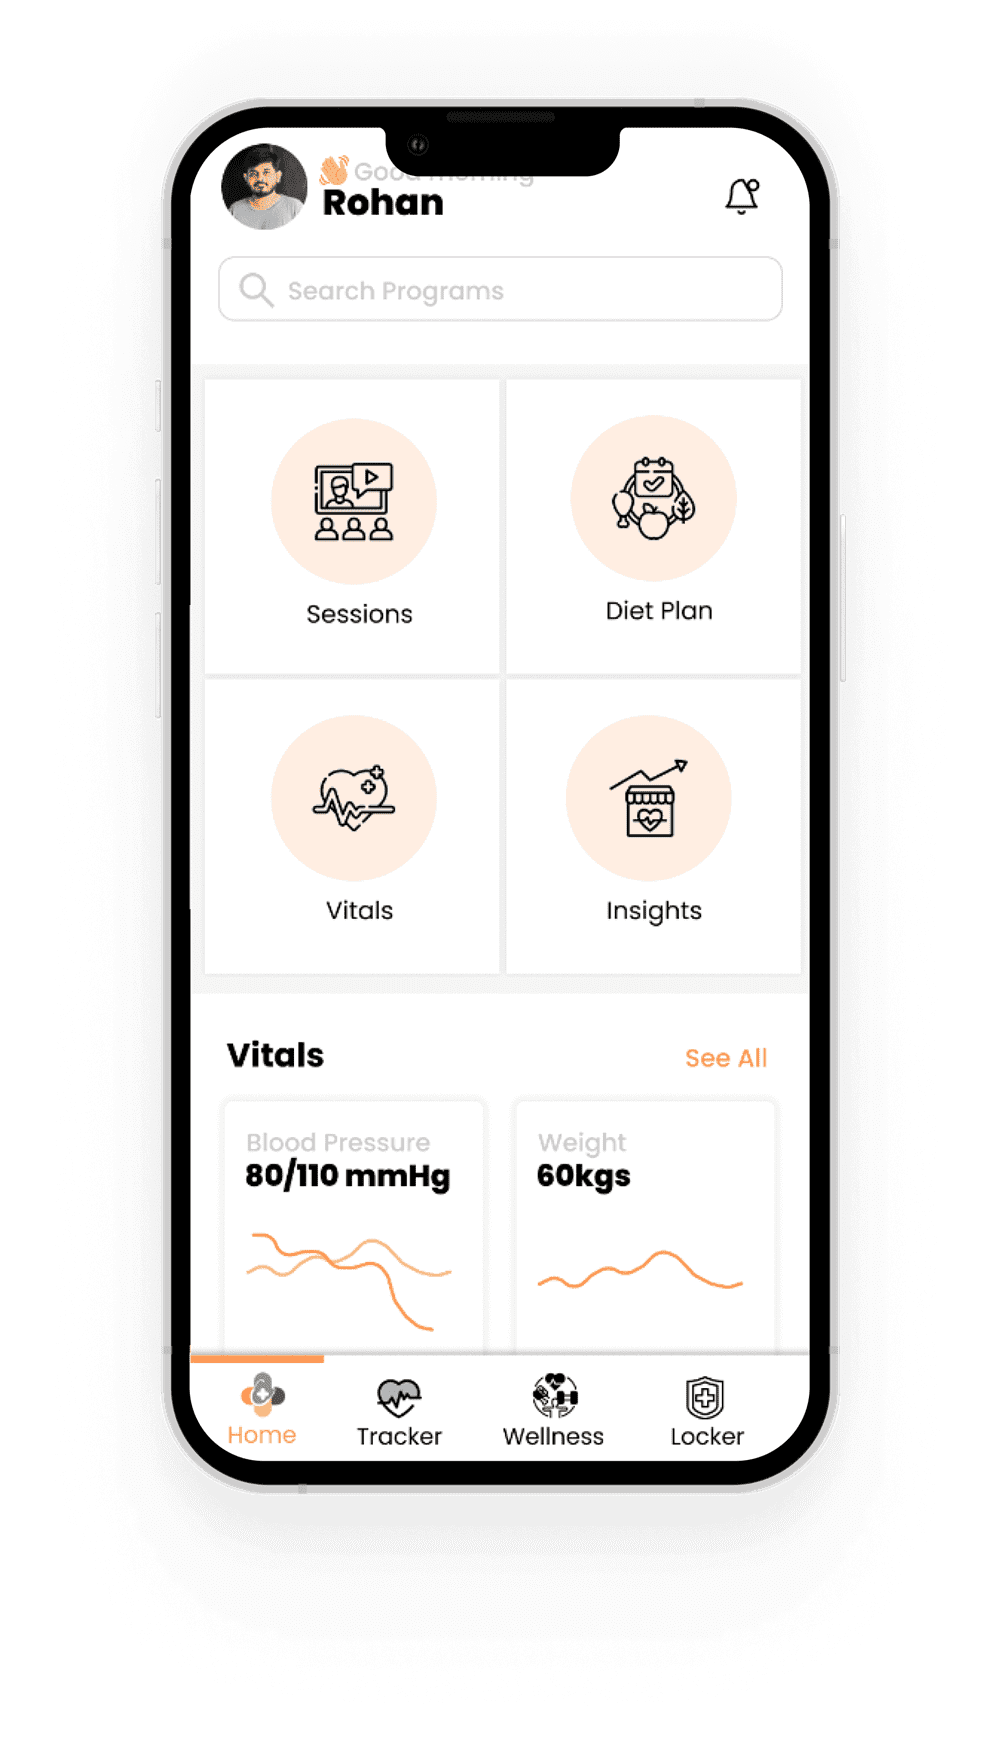 Good morning
Rohan
Search Programs
Sessions
Diet Plan
Vitals
Insights
Vitals
See All
Blood Pressure
80/110 mmHg
Weight
60kgs
Home
Tracker
Wellness
Locker